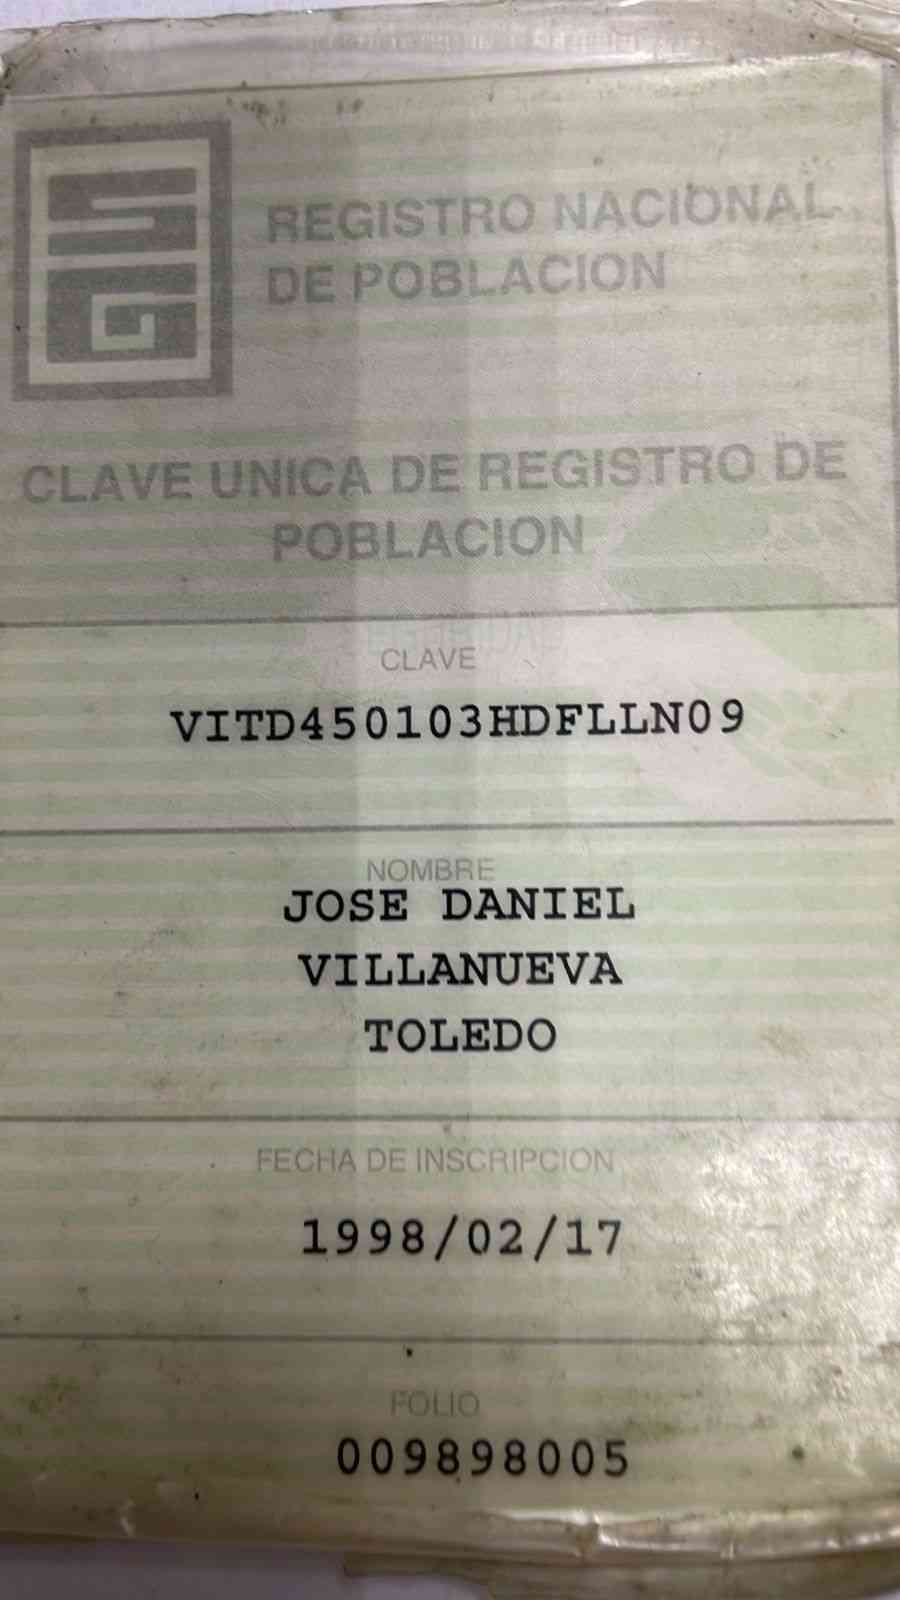 SG
REGISTRO NACIONAL
DE POBLACION
CLAVE UNICA DE REGISTRO DE
POBLACION
CLAVE
VITD450103HDFLLN09
NOMBRE
JOSE DANIEL
VILLANUEVA
TOLEDO
FECHA DE INSCRIPCION
1998/02/17
FOLIO
009898005